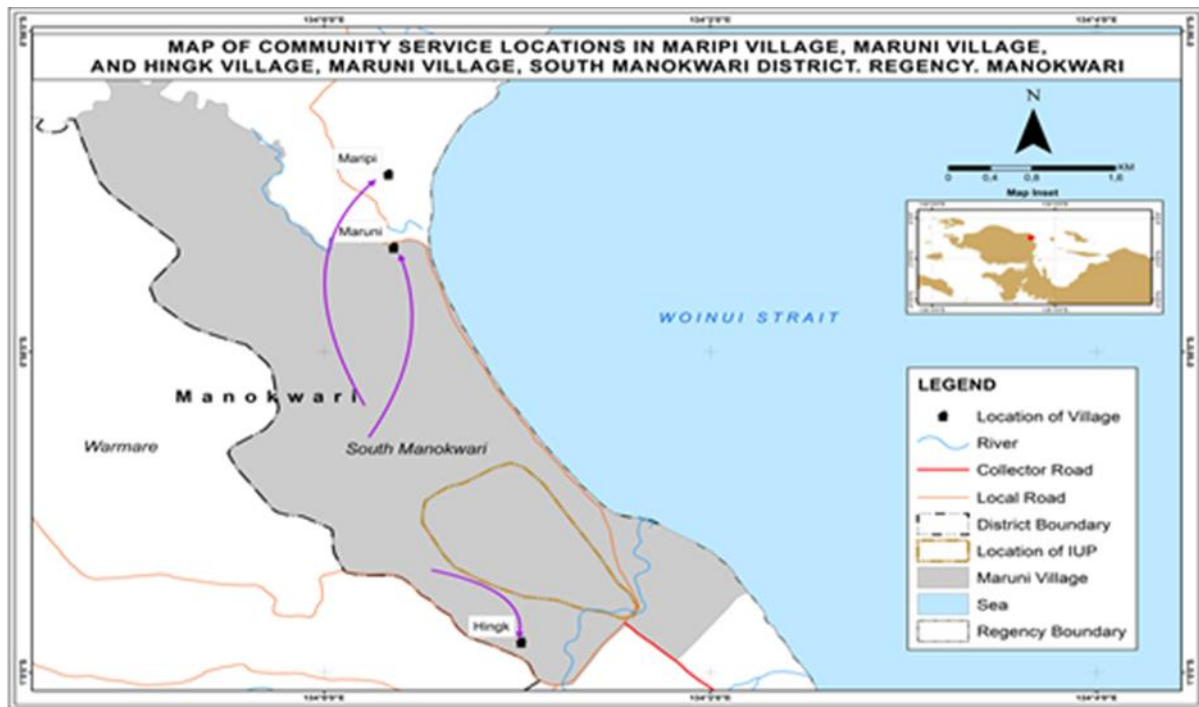 MAP OF COMMUNITY SERVICE LOCATIONS IN MARIPI VILLAGE, MARUNI VILLAGE,
AND HINGK VILLAGE, MARUNI VILLAGE, SOUTH MANOKWARI DISTRICT. REGENCY. MANOKWARI
N
KM
0 0,4 0,8 1,6
Map Inset
Maripi
Maruni
WOINUI STRAIT
Manokwari
Warmare
South Manokwari
Hingk
LEGEND
Location of Village
River
Collector Road
Local Road
District Boundary
Location of IUP
Maruni Village
Sea
Regency Boundary